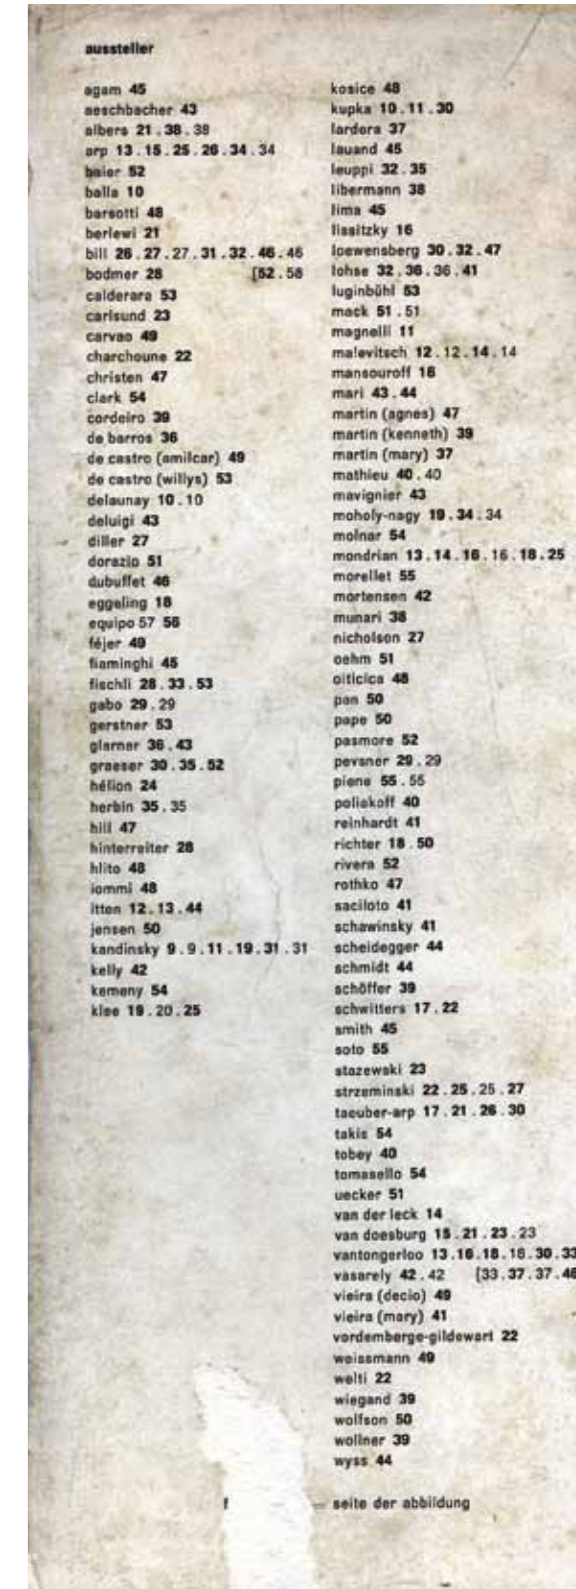 aussteller
agam 45
aeschbacher 43
albers 21 . 38 . 38
arp 13 . 15 . 25 . 26 . 34 . 34
baier 52
balla 10
barsotti 48
berlewi 21
bill 26 . 27 . 27 . 31 . 32 . 46 . 46
bodmer 28 [52 . 58
calderara 53
carlsund 23
carvao 49
charchoune 22
christen 47
clark 54
cordeiro 39
de barros 36
de castro (amilcar) 49
de castro (willys) 53
delaunay 10 . 10
deluigi 43
diller 27
dorazio 51
dubuffet 46
eggeling 18
equipo 57 56
féjer 49
fiaminghi 45
fischli 28 . 33 . 53
gabo 29 . 29
gerstner 53
glarner 36 . 43
graeser 30 . 35 . 52
hélion 24
herbin 35 . 35
hill 47
hinterreiter 28
hlito 48
iommi 48
itten 12 . 13 . 44
jensen 50
kandinsky 9 . 9 . 11 . 19 . 31 . 31
kelly 42
kemeny 54
klee 19 . 20 . 25
kosice 48
kupka 10 . 11 . 30
lardera 37
lauand 45
leuppi 32 . 35
libermann 38
lima 45
lissitzky 16
loewensberg 30 . 32 . 47
lohse 32 . 36 . 36 . 41
luginbühl 53
mack 51 . 51
magnelli 11
malevitsch 12 . 12 . 14 . 14
mansouroff 16
mari 43 . 44
martin (agnes) 47
martin (kenneth) 39
martin (mary) 37
mathieu 40 . 40
mavignier 43
moholy-nagy 19 . 34 . 34
molnar 54
mondrian 13 . 14 . 16 . 16 . 18 . 25
morellet 55
mortensen 42
munari 38
nicholson 27
oehm 51
oiticica 48
pan 50
pape 50
pasmore 52
pevsner 29 . 29
piene 55 . 55
poliakoff 40
reinhardt 41
richter 18 . 50
rivera 52
rothko 47
saciloto 41
schawinsky 41
scheidegger 44
schmidt 44
schöffer 39
schwitters 17 . 22
smith 45
soto 55
stazewski 23
strzeminski 22 . 25 . 25 . 27
taeuber-arp 17 . 21 . 26 . 30
takis 54
tobey 40
tomasello 54
uecker 51
van der leck 14
van doesburg 15 . 21 . 23 . 23
vantongerloo 13 . 16 . 18 . 18 . 30 . 33
vasarely 42 . 42 [33 . 37 . 37 . 46
vieira (decio) 49
vieira (mary) 41
vordemberge-gildewart 22
weissmann 49
welti 22
wiegand 39
wolfson 50
wollner 39
wyss 44
f = seite der abbildung